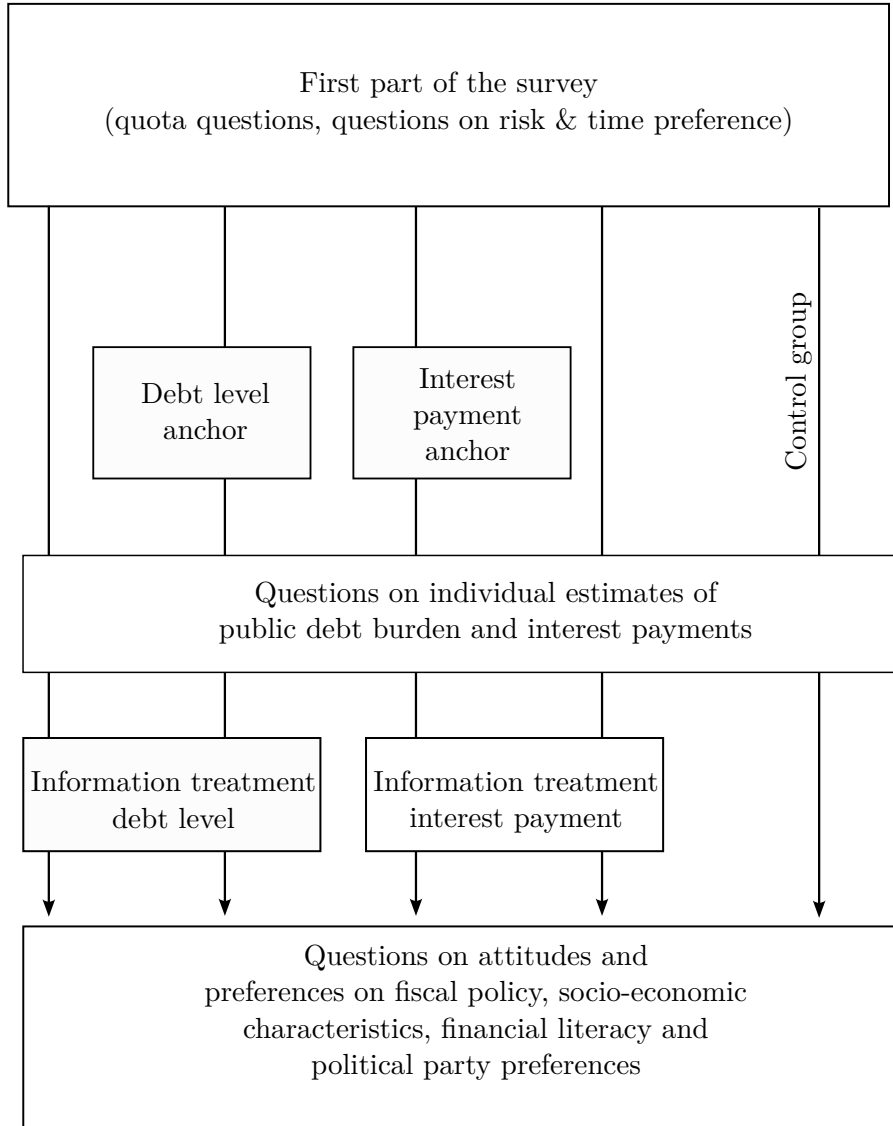 First part of the survey
(quota questions, questions on risk & time preference)
Debt level
anchor
Interest
payment
anchor
Control group
Questions on individual estimates of
public debt burden and interest payments
Information treatment
debt level
Information treatment
interest payment
Questions on attitudes and
preferences on fiscal policy, socio-economic
characteristics, financial literacy and
political party preferences